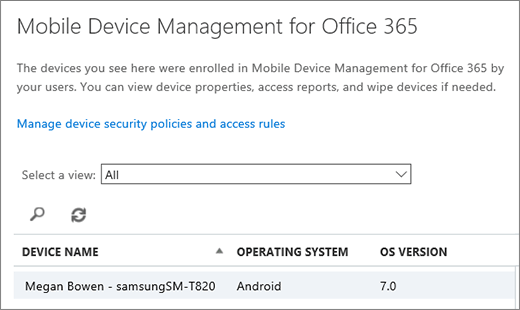 Mobile Device Management for Office 365
The devices you see here were enrolled in Mobile Device Management for Office 365 by
your users. You can view device properties, access reports, and wipe devices if needed.
Manage device security policies and access rules
Select a view: All
DEVICE NAME OPERATING SYSTEM OS VERSION
Megan Bowen - samsungSM-T820 Android 7.0